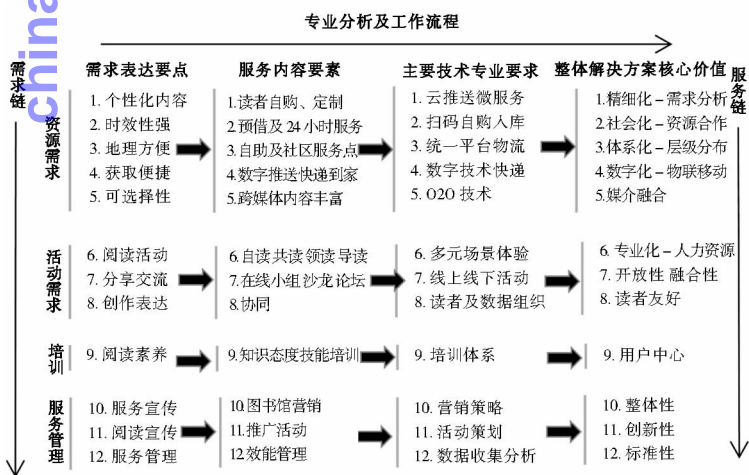 专业分析及工作流程
需求链
需求表达要点
服务内容要素
主要技术专业要求
整体解决方案核心价值
服务链
资源需求
1. 个性化内容
2. 时效性强
3. 地理方便
4. 获取便捷
5. 可选择性
1.读者自购、定制
2.预借及24小时服务
3.自助及社区服务点
4.数字推送快递到家
5.跨媒体内容丰富
1. 云推送微服务
2. 扫码自购入库
3. 统一平台物流
4. 数字技术快递
5. O2O 技术
1.精细化-需求分析
2.社会化-资源合作
3.体系化-层级分布
4.数字化-物联移动
5.媒介融合
活动需求
6. 阅读活动
7. 分享交流
8. 创作表达
6.自读共读领读导读
7.在线小组沙龙论坛
8.协同
6. 多元场景体验
7. 线上线下活动
8. 读者及数据组织
6. 专业化-人力资源
7. 开放性 融合性
8. 读者友好
培训
9. 阅读素养
9.知识态度技能培训
9. 培训体系
9. 用户中心
服务管理
10. 服务宣传
11. 阅读宣传
12. 服务管理
10.图书馆营销
11.推广活动
12.效能管理
10. 营销策略
11. 活动策划
12. 数据收集分析
10. 整体性
11. 创新性
12. 标准性
china